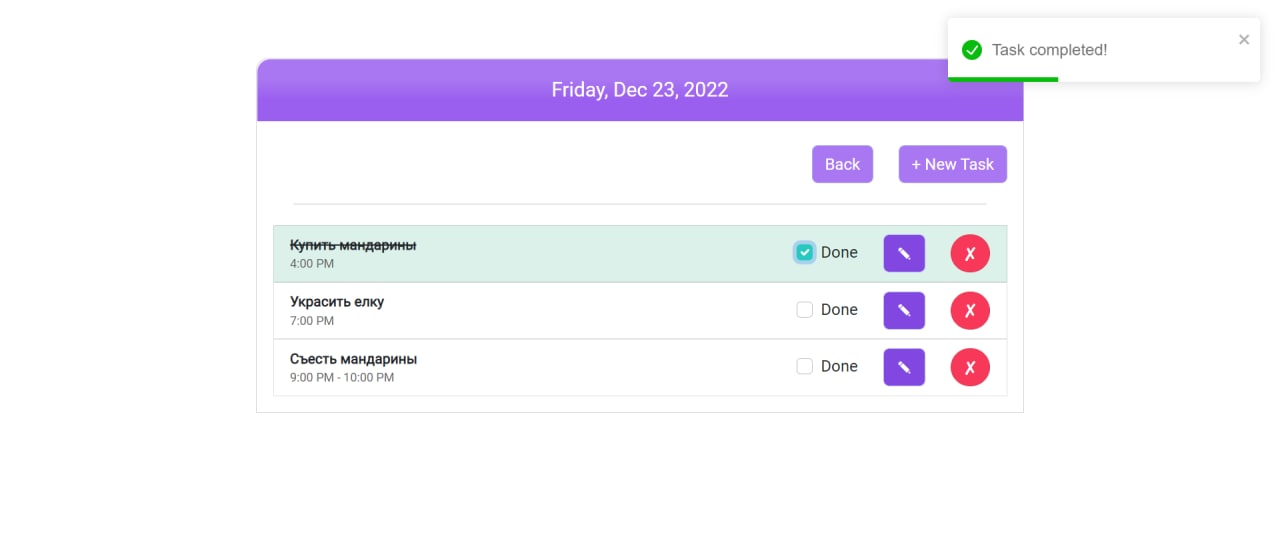 Task completed!
Friday, Dec 23, 2022
Back
+ New Task
Купить мандарины
4:00 PM
Done
Украсить елку
7:00 PM
Done
Съесть мандарины
9:00 PM - 10:00 PM
Done